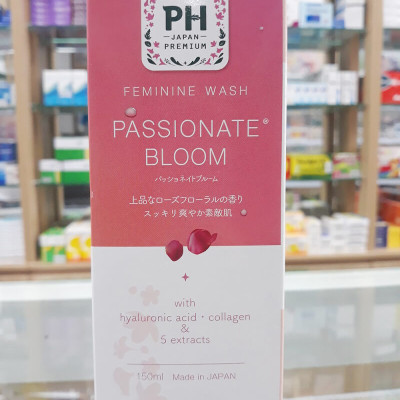 PH
JAPAN
PREMIUM
FEMININE WASH
PASSIONATE
BLOOM
パッショネイトブルーム
上品なローズフローラルの香り
スッキリ爽やか素敵肌
with
hyaluronic acid・collagen
&
5 extracts
150ml Made in JAPAN